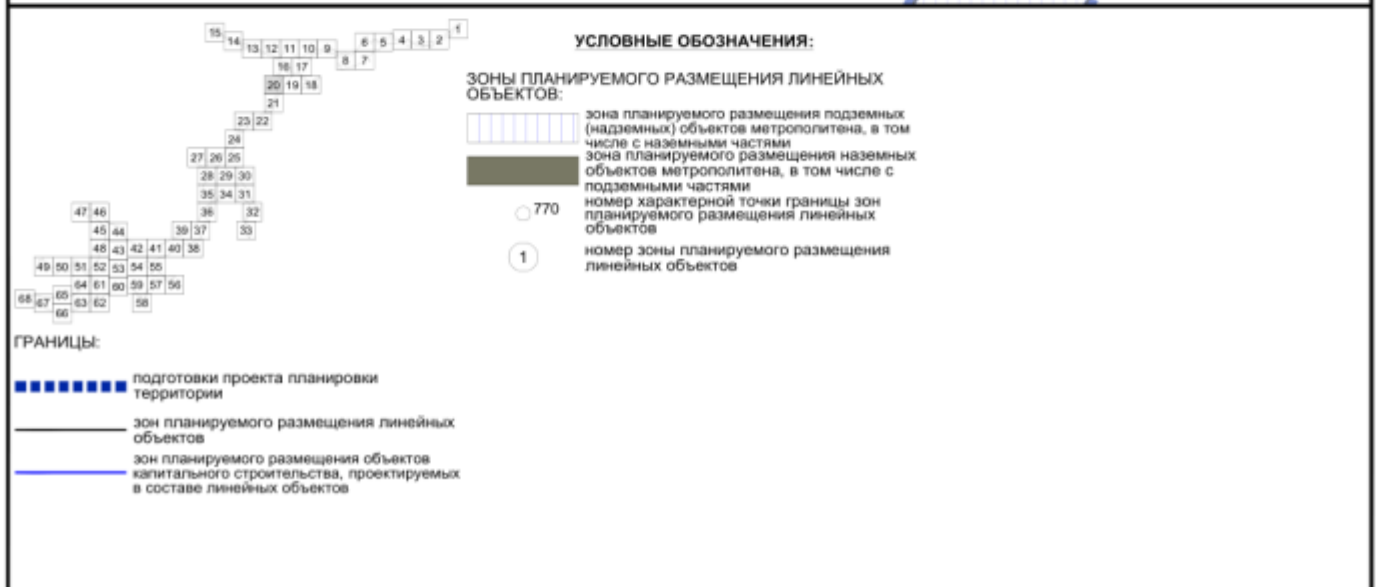 1
15 14 6 5 4 3 2
13 12 11 10 9
8 7
16 17
20 19 18
21
23 22
24
27 26 25
28 29 30
35 34 31
47 46 36 32
45 44 39 37 33
48 43 42 41 40 38
49 50 51 52 53 54 55
64 61 60 59 57 56
68 67 65 63 62 58
66
УСЛОВНЫЕ ОБОЗНАЧЕНИЯ:
ЗОНЫ ПЛАНИРУЕМОГО РАЗМЕЩЕНИЯ ЛИНЕЙНЫХ
ОБЪЕКТОВ:
зона планируемого размещения подземных
(надземных) объектов метрополитена, в том
числе с наземными частями
зона планируемого размещения наземных
объектов метрополитена, в том числе с
подземными частями
770
номер характерной точки границы зон
планируемого размещения линейных
объектов
1
номер зоны планируемого размещения
линейных объектов
ГРАНИЦЫ:
подготовки проекта планировки
территории
зон планируемого размещения линейных
объектов
зон планируемого размещения объектов
капитального строительства, проектируемых
в составе линейных объектов